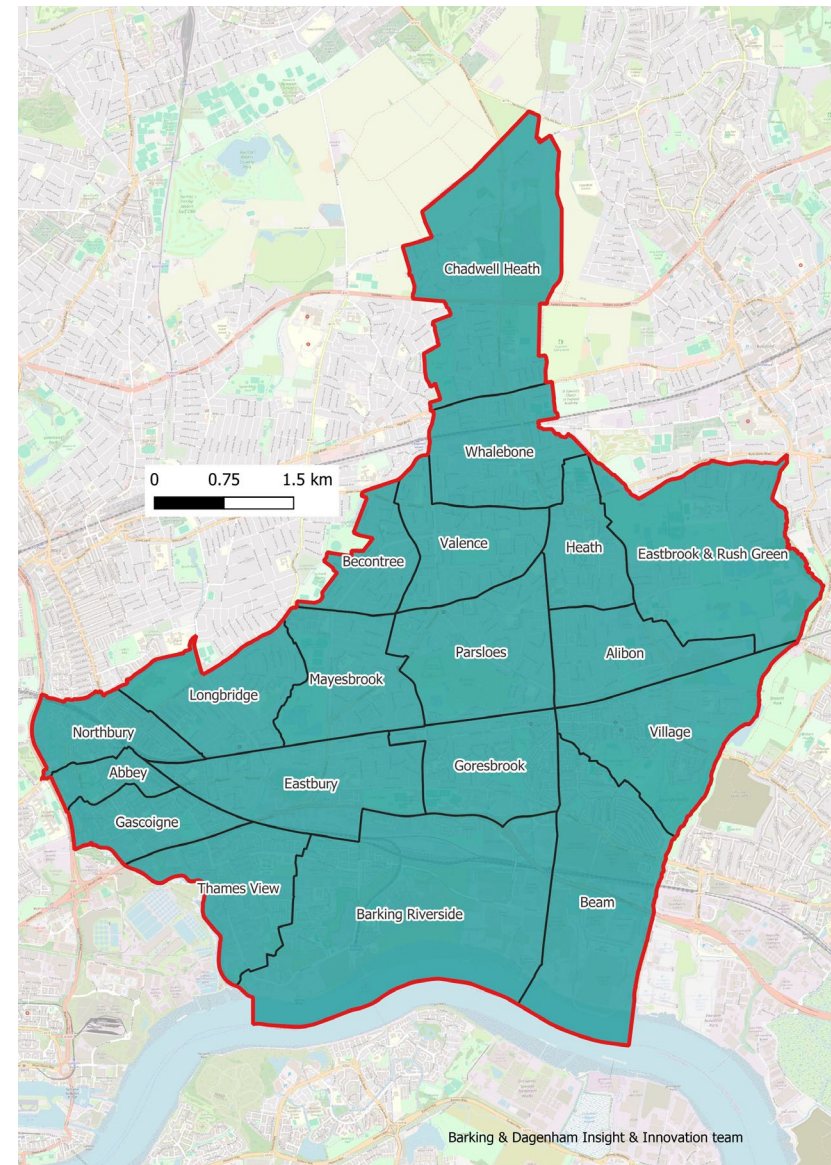 Chadwell Heath
Whalebone
0 0.75 1.5 km
Valence
Heath
Eastbrook & Rush Green
Becontree
Parsloes
Alibon
Mayesbrook
Longbridge
Northbury
Village
Abbey
Goresbrook
Eastbury
Gascoigne
Thames View
Beam
Barking Riverside
Barking & Dagenham Insight & Innovation team